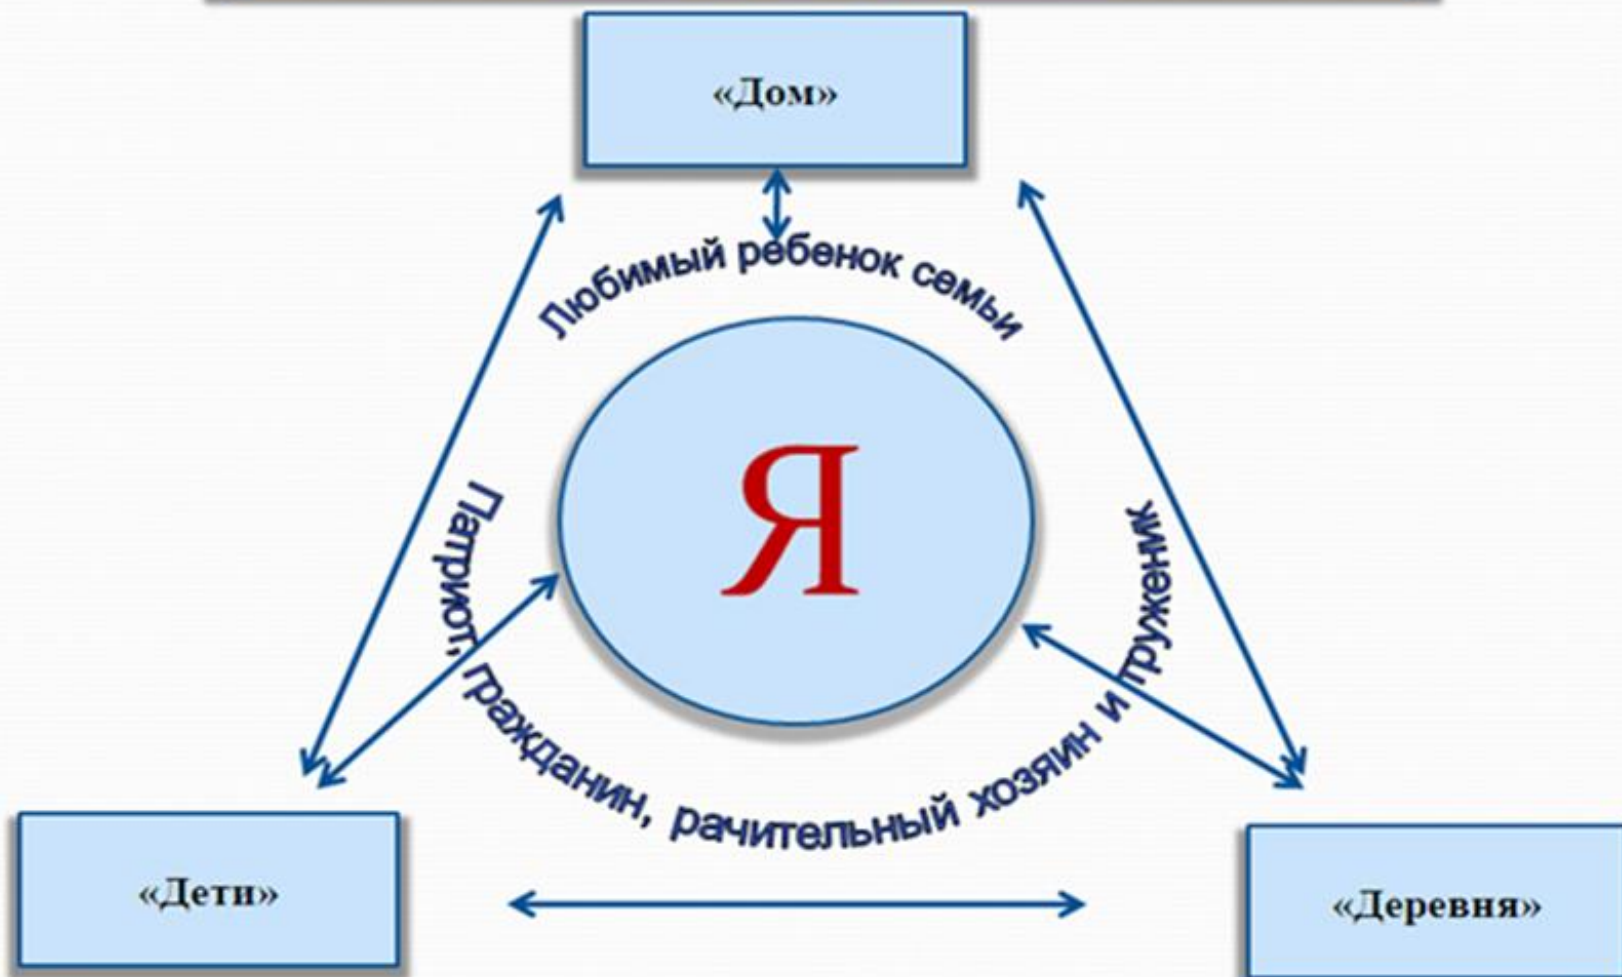 «Дом»
Любимый ребенок семьи
Я
Патриот, гражданин, рачительный хозяин и труженик
«Дети»
«Деревня»